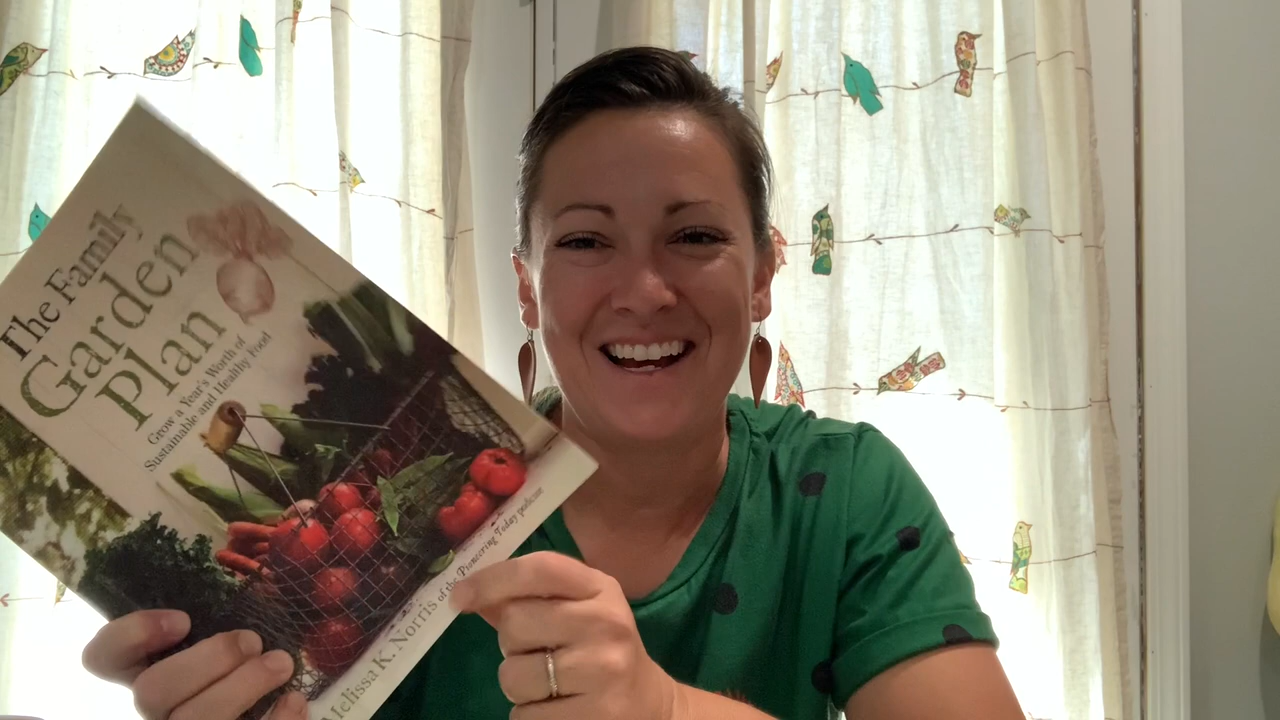 The Family
Garden
Plan
Grow a Year's Worth of
Sustainable and Healthy Food
Melissa K. Norris of the Pioneering Today podcast